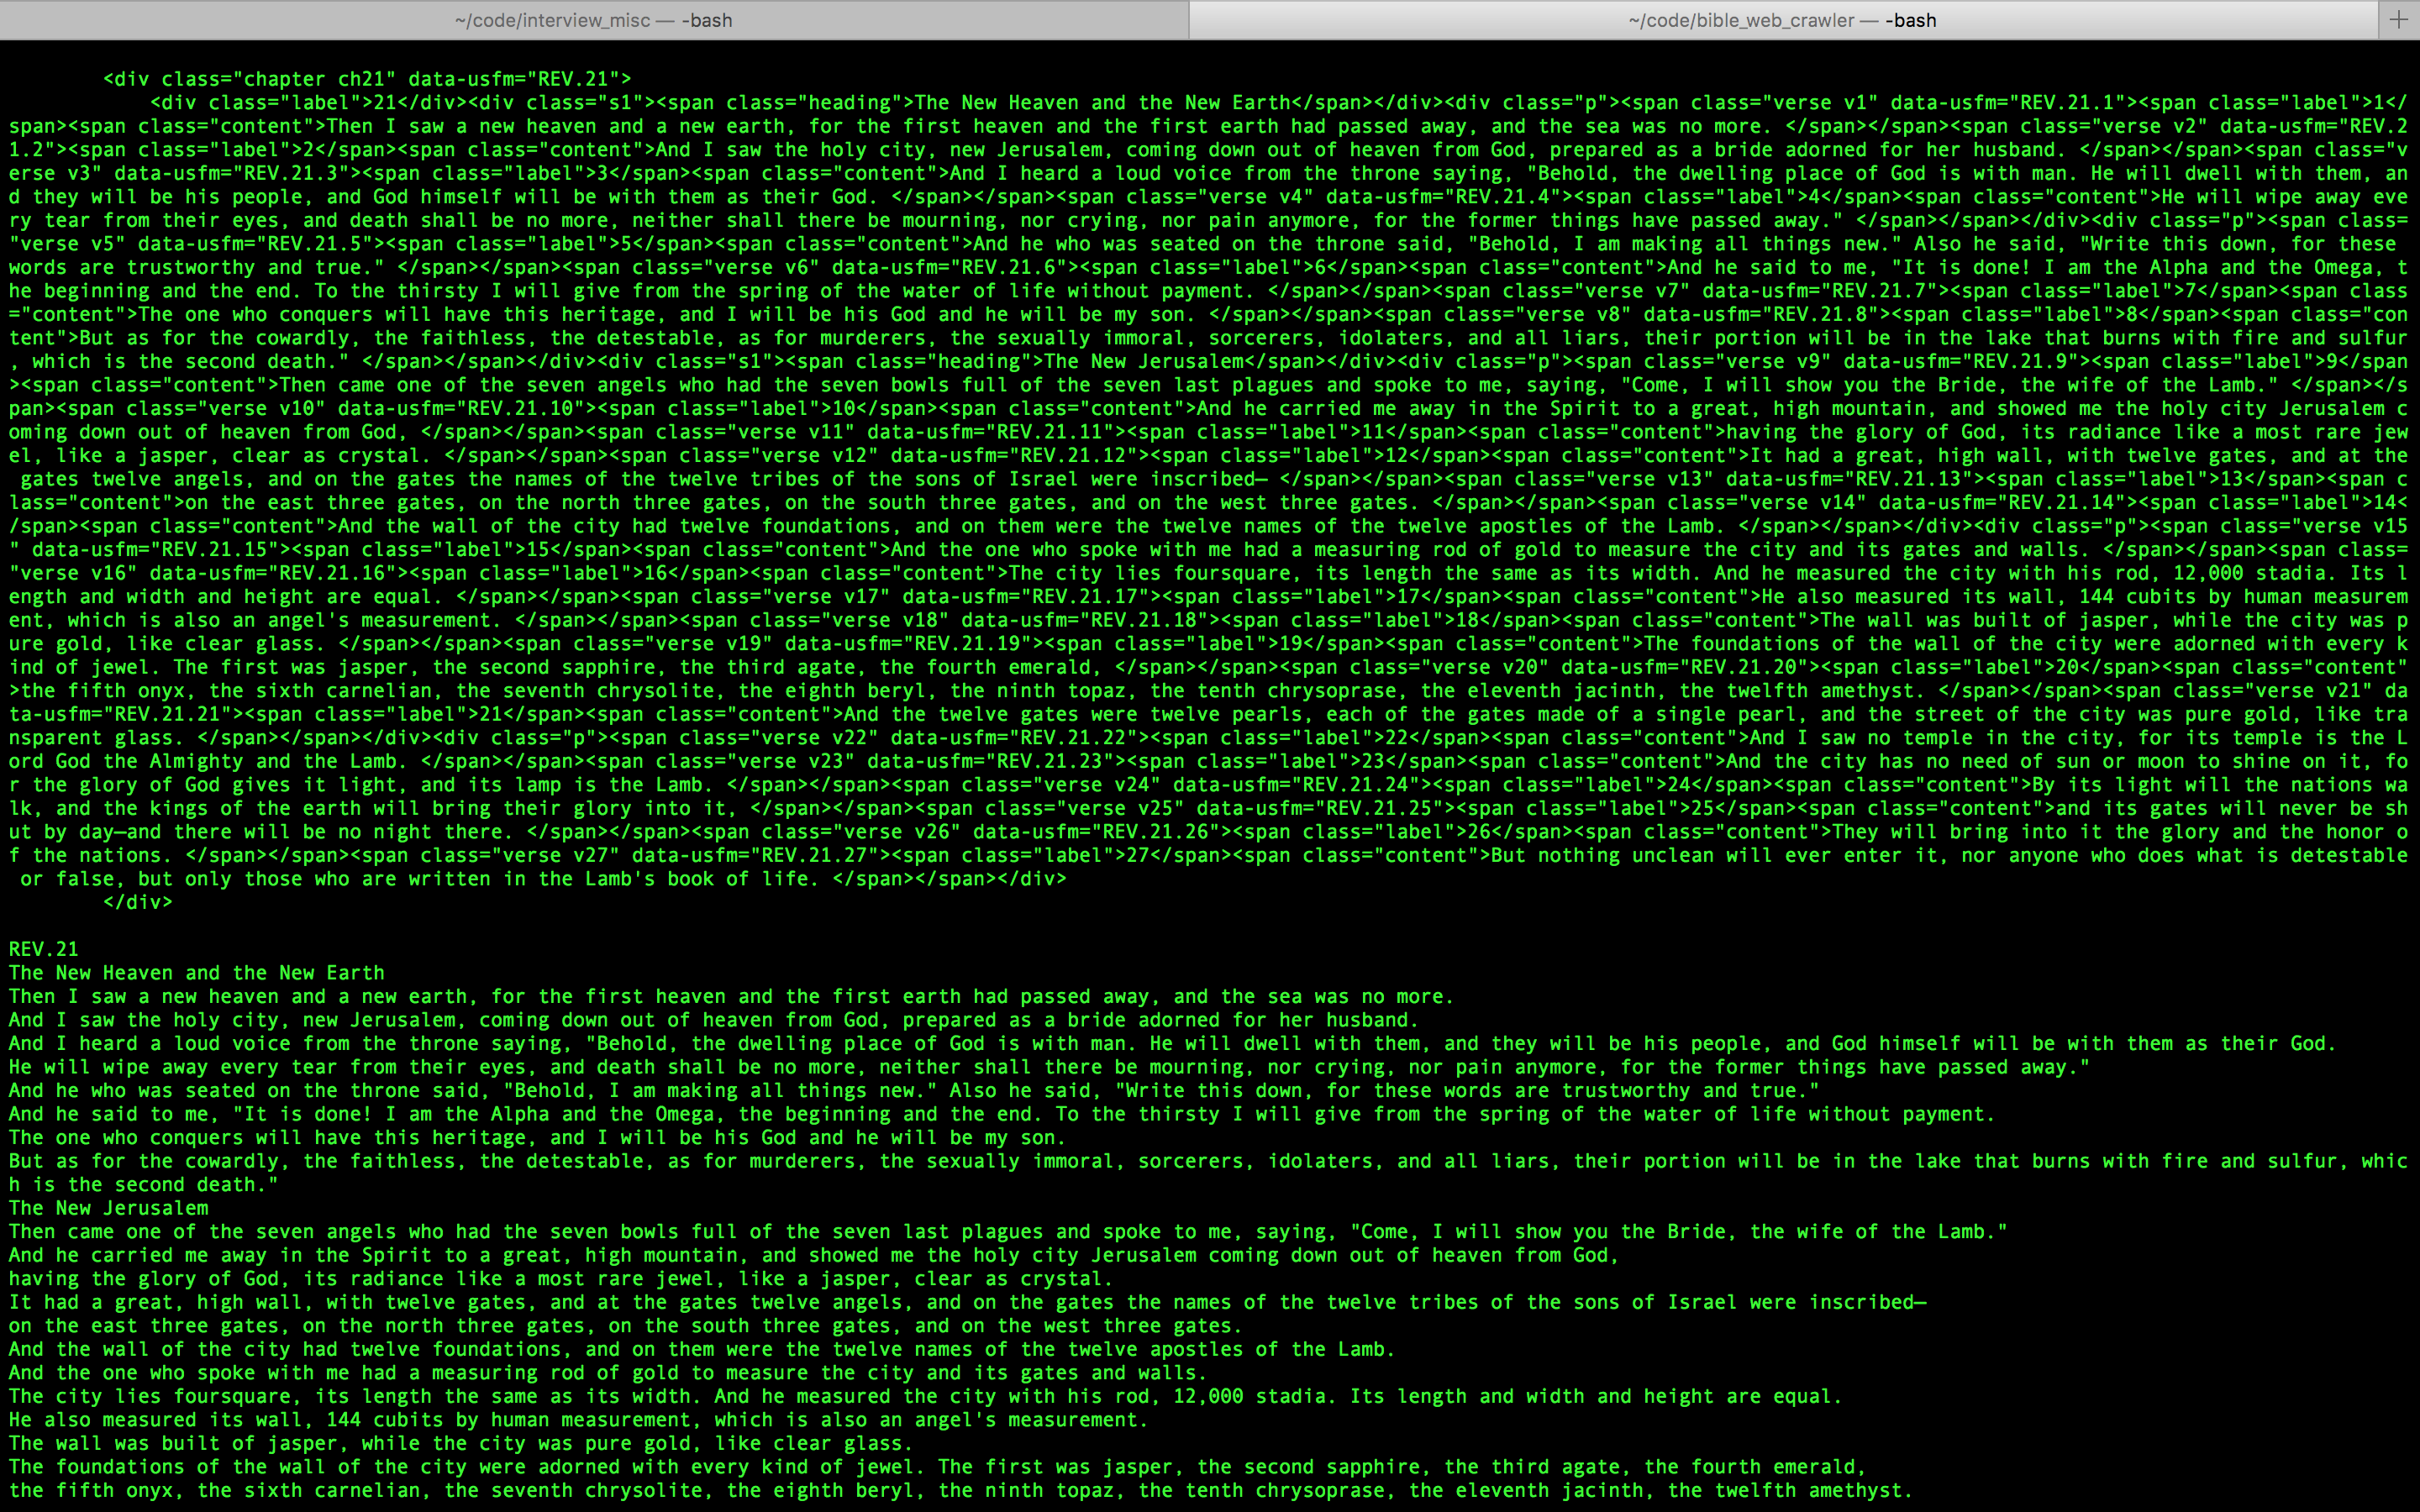 ~/code/interview_misc — -bash
~/code/bible_web_crawler — -bash
+
<div class="chapter ch21" data-usfm="REV.21">
<div class="label">21</div><div class="s1"><span class="heading">The New Heaven and the New Earth</span></div><div class="p"><span class="verse v1" data-usfm="REV.21.1"><span class="label">1</
span><span class="content">Then I saw a new heaven and a new earth, for the first heaven and the first earth had passed away, and the sea was no more. </span></span><span class="verse v2" data-usfm="REV.2
1.2"><span class="label">2</span><span class="content">And I saw the holy city, new Jerusalem, coming down out of heaven from God, prepared as a bride adorned for her husband. </span></span><span class="v
erse v3" data-usfm="REV.21.3"><span class="label">3</span><span class="content">And I heard a loud voice from the throne saying, "Behold, the dwelling place of God is with man. He will dwell with them, an
d they will be his people, and God himself will be with them as their God. </span></span><span class="verse v4" data-usfm="REV.21.4"><span class="label">4</span><span class="content">He will wipe away eve
ry tear from their eyes, and death shall be no more, neither shall there be mourning, nor crying, nor pain anymore, for the former things have passed away." </span></span></div><div class="p"><span class=
"verse v5" data-usfm="REV.21.5"><span class="label">5</span><span class="content">And he who was seated on the throne said, "Behold, I am making all things new." Also he said, "Write this down, for these
words are trustworthy and true." </span></span><span class="verse v6" data-usfm="REV.21.6"><span class="label">6</span><span class="content">And he said to me, "It is done! I am the Alpha and the Omega, t
he beginning and the end. To the thirsty I will give from the spring of the water of life without payment. </span></span><span class="verse v7" data-usfm="REV.21.7"><span class="label">7</span><span class
="content">The one who conquers will have this heritage, and I will be his God and he will be my son. </span></span><span class="verse v8" data-usfm="REV.21.8"><span class="label">8</span><span class="con
tent">But as for the cowardly, the faithless, the detestable, as for murderers, the sexually immoral, sorcerers, idolaters, and all liars, their portion will be in the lake that burns with fire and sulfur
, which is the second death." </span></span></div><div class="s1"><span class="heading">The New Jerusalem</span></div><div class="p"><span class="verse v9" data-usfm="REV.21.9"><span class="label">9</span
><span class="content">Then came one of the seven angels who had the seven bowls full of the seven last plagues and spoke to me, saying, "Come, I will show you the Bride, the wife of the Lamb." </span></s
pan><span class="verse v10" data-usfm="REV.21.10"><span class="label">10</span><span class="content">And he carried me away in the Spirit to a great, high mountain, and showed me the holy city Jerusalem c
oming down out of heaven from God, </span></span><span class="verse v11" data-usfm="REV.21.11"><span class="label">11</span><span class="content">having the glory of God, its radiance like a most rare jew
el, like a jasper, clear as crystal. </span></span><span class="verse v12" data-usfm="REV.21.12"><span class="label">12</span><span class="content">It had a great, high wall, with twelve gates, and at the
gates twelve angels, and on the gates the names of the twelve tribes of the sons of Israel were inscribed— </span></span><span class="verse v13" data-usfm="REV.21.13"><span class="label">13</span><span c
lass="content">on the east three gates, on the north three gates, on the south three gates, and on the west three gates. </span></span><span class="verse v14" data-usfm="REV.21.14"><span class="label">14<
/span><span class="content">And the wall of the city had twelve foundations, and on them were the twelve names of the twelve apostles of the Lamb. </span></span></div><div class="p"><span class="verse v15
" data-usfm="REV.21.15"><span class="label">15</span><span class="content">And the one who spoke with me had a measuring rod of gold to measure the city and its gates and walls. </span></span><span class=
"verse v16" data-usfm="REV.21.16"><span class="label">16</span><span class="content">The city lies foursquare, its length the same as its width. And he measured the city with his rod, 12,000 stadia. Its l
ength and width and height are equal. </span></span><span class="verse v17" data-usfm="REV.21.17"><span class="label">17</span><span class="content">He also measured its wall, 144 cubits by human measurem
ent, which is also an angel's measurement. </span></span><span class="verse v18" data-usfm="REV.21.18"><span class="label">18</span><span class="content">The wall was built of jasper, while the city was p
ure gold, like clear glass. </span></span><span class="verse v19" data-usfm="REV.21.19"><span class="label">19</span><span class="content">The foundations of the wall of the city were adorned with every k
ind of jewel. The first was jasper, the second sapphire, the third agate, the fourth emerald, </span></span><span class="verse v20" data-usfm="REV.21.20"><span class="label">20</span><span class="content"
>the fifth onyx, the sixth carnelian, the seventh chrysolite, the eighth beryl, the ninth topaz, the tenth chrysoprase, the eleventh jacinth, the twelfth amethyst. </span></span><span class="verse v21" da
ta-usfm="REV.21.21"><span class="label">21</span><span class="content">And the twelve gates were twelve pearls, each of the gates made of a single pearl, and the street of the city was pure gold, like tra
nsparent glass. </span></span></div><div class="p"><span class="verse v22" data-usfm="REV.21.22"><span class="label">22</span><span class="content">And I saw no temple in the city, for its temple is the L
ord God the Almighty and the Lamb. </span></span><span class="verse v23" data-usfm="REV.21.23"><span class="label">23</span><span class="content">And the city has no need of sun or moon to shine on it, fo
r the glory of God gives it light, and its lamp is the Lamb. </span></span><span class="verse v24" data-usfm="REV.21.24"><span class="label">24</span><span class="content">By its light will the nations wa
lk, and the kings of the earth will bring their glory into it, </span></span><span class="verse v25" data-usfm="REV.21.25"><span class="label">25</span><span class="content">and its gates will never be sh
ut by day—and there will be no night there. </span></span><span class="verse v26" data-usfm="REV.21.26"><span class="label">26</span><span class="content">They will bring into it the glory and the honor o
f the nations. </span></span><span class="verse v27" data-usfm="REV.21.27"><span class="label">27</span><span class="content">But nothing unclean will ever enter it, nor anyone who does what is detestable
or false, but only those who are written in the Lamb's book of life. </span></span></div>
</div>
REV.21
The New Heaven and the New Earth
Then I saw a new heaven and a new earth, for the first heaven and the first earth had passed away, and the sea was no more.
And I saw the holy city, new Jerusalem, coming down out of heaven from God, prepared as a bride adorned for her husband.
And I heard a loud voice from the throne saying, "Behold, the dwelling place of God is with man. He will dwell with them, and they will be his people, and God himself will be with them as their God.
He will wipe away every tear from their eyes, and death shall be no more, neither shall there be mourning, nor crying, nor pain anymore, for the former things have passed away."
And he who was seated on the throne said, "Behold, I am making all things new." Also he said, "Write this down, for these words are trustworthy and true."
And he said to me, "It is done! I am the Alpha and the Omega, the beginning and the end. To the thirsty I will give from the spring of the water of life without payment.
The one who conquers will have this heritage, and I will be his God and he will be my son.
But as for the cowardly, the faithless, the detestable, as for murderers, the sexually immoral, sorcerers, idolaters, and all liars, their portion will be in the lake that burns with fire and sulfur, whic
h is the second death."
The New Jerusalem
Then came one of the seven angels who had the seven bowls full of the seven last plagues and spoke to me, saying, "Come, I will show you the Bride, the wife of the Lamb."
And he carried me away in the Spirit to a great, high mountain, and showed me the holy city Jerusalem coming down out of heaven from God,
having the glory of God, its radiance like a most rare jewel, like a jasper, clear as crystal.
It had a great, high wall, with twelve gates, and at the gates twelve angels, and on the gates the names of the twelve tribes of the sons of Israel were inscribed—
on the east three gates, on the north three gates, on the south three gates, and on the west three gates.
And the wall of the city had twelve foundations, and on them were the twelve names of the twelve apostles of the Lamb.
And the one who spoke with me had a measuring rod of gold to measure the city and its gates and walls.
The city lies foursquare, its length the same as its width. And he measured the city with his rod, 12,000 stadia. Its length and width and height are equal.
He also measured its wall, 144 cubits by human measurement, which is also an angel's measurement.
The wall was built of jasper, while the city was pure gold, like clear glass.
The foundations of the wall of the city were adorned with every kind of jewel. The first was jasper, the second sapphire, the third agate, the fourth emerald,
the fifth onyx, the sixth carnelian, the seventh chrysolite, the eighth beryl, the ninth topaz, the tenth chrysoprase, the eleventh jacinth, the twelfth amethyst.